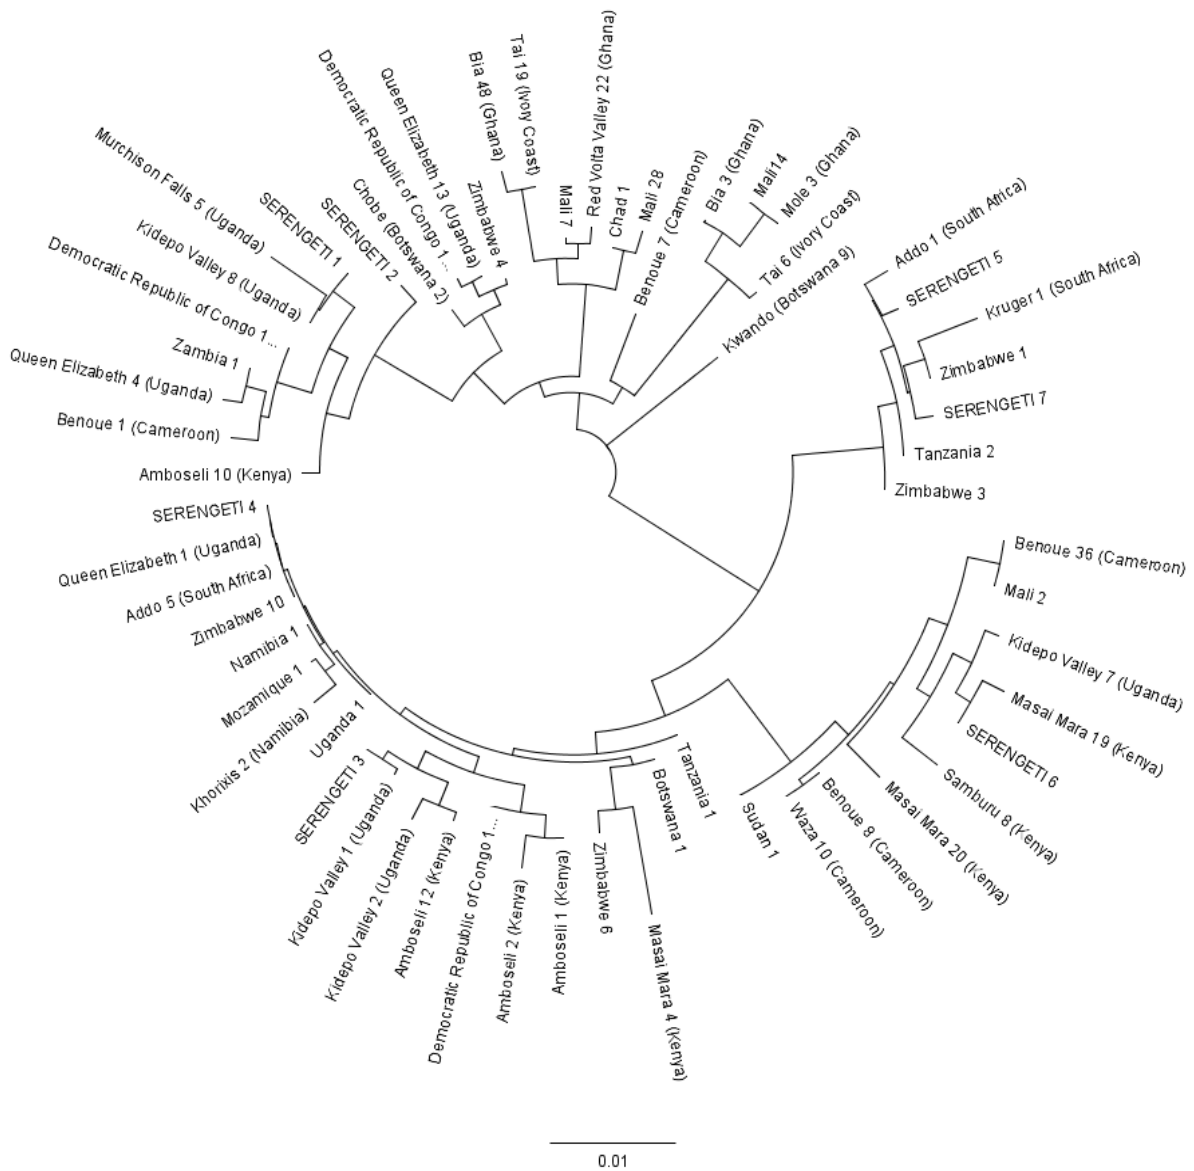 Tai 19 (Ivory Coast)
Bia 48 (Ghana)
Red Volta Valley 22 (Ghana)
Mali 7
Chad 1
Mali 28
Benoue 7 (Cameroon)
Bia 3 (Ghana)
Mali14
Mole 3 (Ghana)
Tai 6 (Ivory Coast)
Kwando (Botswana 9)
Addo 1 (South Africa)
SERENGETI 5
Kruger 1 (South Africa)
Zimbabwe 1
SERENGETI 7
Tanzania 2
Zimbabwe 3
Benoue 36 (Cameroon)
Mali 2
Kidepo Valley 7 (Uganda)
Masai Mara 19 (Kenya)
SERENGETI 6
Samburu 8 (Kenya)
Masai Mara 20 (Kenya)
Benoue 8 (Cameroon)
Waza 10 (Cameroon)
Sudan 1
Tanzania 1
Botswana 1
Masai Mara 4 (Kenya)
Zimbabwe 6
Amboseli 1 (Kenya)
Amboseli 2 (Kenya)
Democratic Republic of Congo 1...
Amboseli 12 (Kenya)
Kidepo Valley 2 (Uganda)
Kidepo Valley 1 (Uganda)
SERENGETI 3
Uganda 1
Khorixis 2 (Namibia)
Mozamique 1
Namibia 1
Zimbabwe 10
Addo 5 (South Africa)
Queen Elizabeth 1 (Uganda)
SERENGETI 4
Amboseli 10 (Kenya)
Benoue 1 (Cameroon)
Queen Elizabeth 4 (Uganda)
Zambia 1
Democratic Republic of Congo 1...
Kidepo Valley 8 (Uganda)
Murchison Falls 5 (Uganda)
SERENGETI 1
SERENGETI 2
Chobe (Botswana 2)
Democratic Republic of Congo 1...
Queen Elizabeth 13 (Uganda)
Zimbabwe 4
0.01